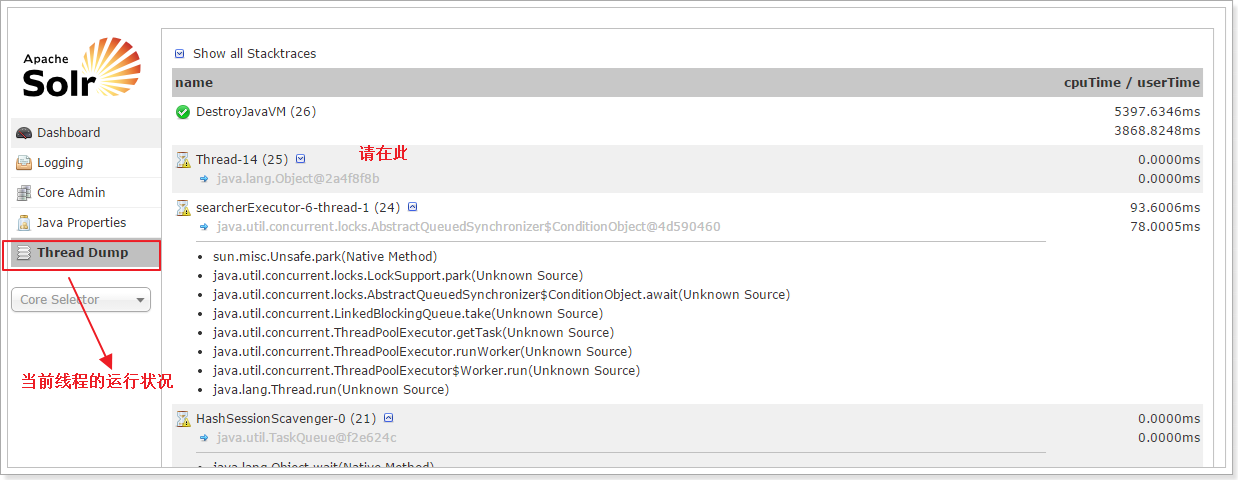 Apache
Solr
Dashboard
Logging
Core Admin
Java Properties
Thread Dump
Core Selector
当前线程的运行状况
Show all Stacktraces
name cpuTime / userTime
DestroyJavaVM (26) 5397.6346ms
3868.8248ms
Thread-14 (25) 请在此 0.0000ms
java.lang.Object@2a4f8f8b 0.0000ms
searcherExecutor-6-thread-1 (24) 93.6006ms
java.util.concurrent.locks.AbstractQueuedSynchronizer$ConditionObject@4d590460 78.0005ms
sun.misc.Unsafe.park(Native Method)
java.util.concurrent.locks.LockSupport.park(Unknown Source)
java.util.concurrent.locks.AbstractQueuedSynchronizer$ConditionObject.await(Unknown Source)
java.util.concurrent.LinkedBlockingQueue.take(Unknown Source)
java.util.concurrent.ThreadPoolExecutor.getTask(Unknown Source)
java.util.concurrent.ThreadPoolExecutor.runWorker(Unknown Source)
java.util.concurrent.ThreadPoolExecutor$Worker.run(Unknown Source)
java.lang.Thread.run(Unknown Source)
HashSessionScavenger-0 (21) 0.0000ms
java.util.TaskQueue@f2e624c 0.0000ms
java.lang.Object.wait(Native Method)